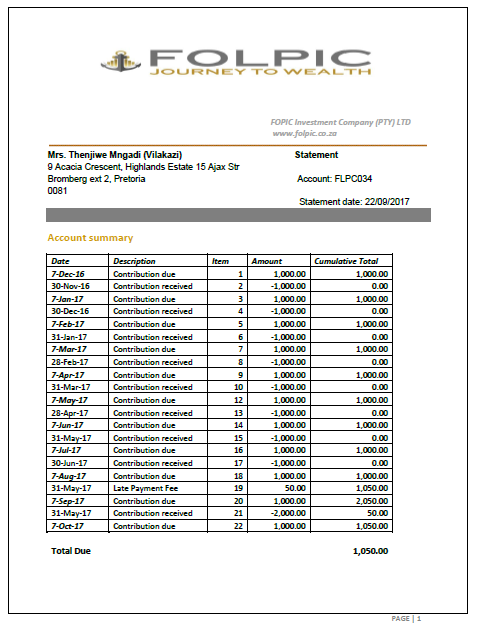 FOLPIC
JOURNEY TO WEALTH
FOPIC Investment Company (PTY) LTD
www.folpic.co.za
Mrs. Thenjiwe Mngadi (Vilakazi) Statement
9 Acacia Crescent, Highlands Estate 15 Ajax Str
Bromberg ext 2, Pretoria Account: FLPC034
0081
Statement date: 22/09/2017
Account summary
Date Description Item Amount Cumulative Total
7-Dec-16 Contribution due 1 1,000.00 1,000.00
30-Nov-16 Contribution received 2 -1,000.00 0.00
7-Jan-17 Contribution due 3 1,000.00 1,000.00
30-Dec-16 Contribution received 4 -1,000.00 0.00
7-Feb-17 Contribution due 5 1,000.00 1,000.00
31-Jan-17 Contribution received 6 -1,000.00 0.00
7-Mar-17 Contribution due 7 1,000.00 1,000.00
28-Feb-17 Contribution received 8 -1,000.00 0.00
7-Apr-17 Contribution due 9 1,000.00 1,000.00
31-Mar-17 Contribution received 10 -1,000.00 0.00
7-May-17 Contribution due 12 1,000.00 1,000.00
28-Apr-17 Contribution received 13 -1,000.00 0.00
7-Jun-17 Contribution due 14 1,000.00 1,000.00
31-May-17 Contribution received 15 -1,000.00 0.00
7-Jul-17 Contribution due 16 1,000.00 1,000.00
30-Jun-17 Contribution received 17 -1,000.00 0.00
7-Aug-17 Contribution due 18 1,000.00 1,000.00
31-May-17 Late Payment Fee 19 50.00 1,050.00
7-Sep-17 Contribution due 20 1,000.00 2,050.00
31-May-17 Contribution received 21 -2,000.00 50.00
7-Oct-17 Contribution due 22 1,000.00 1,050.00
Total Due 1,050.00
PAGE | 1